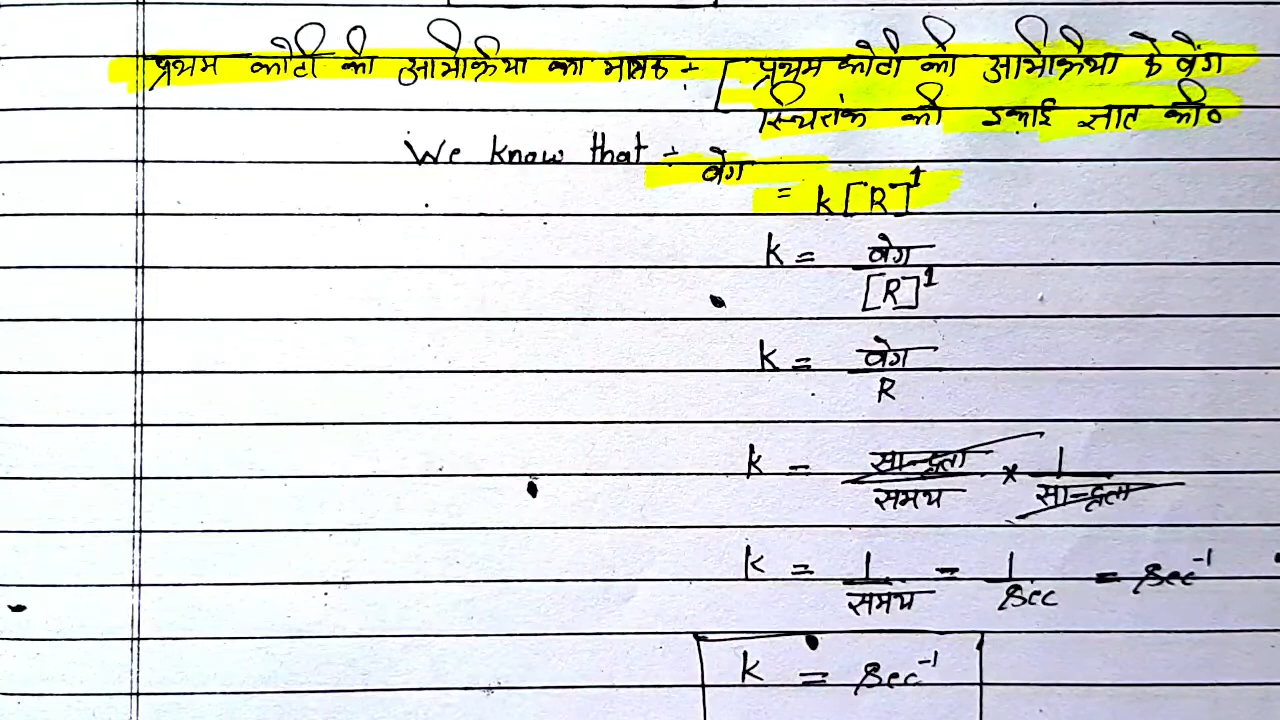 प्रथम कोटी की अभिक्रिया का मात्रक ÷ [प्रथम कोटी की अभिक्रिया के वेग
स्थिरांक की इकाई ज्ञात की०
We know that ÷ वेग = k[R]¹
k = वेग / [R]¹
k = वेग / R
k = सान्द्रता / समय × 1 / सान्द्रता
k = 1 / समय = 1 / sec = sec⁻¹
k = sec⁻¹